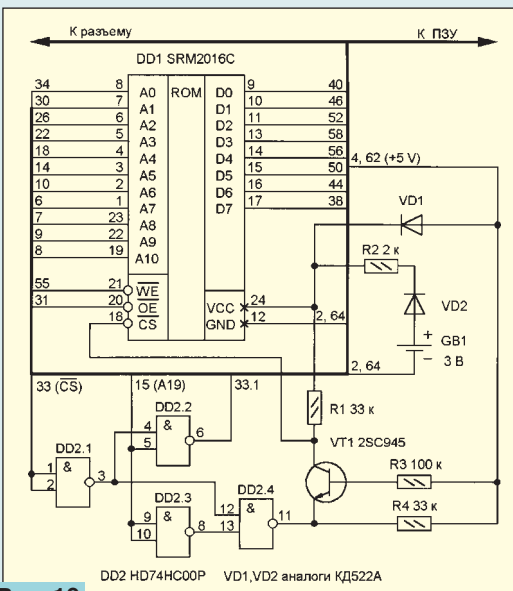 К разъему
К ПЗУ
DD1 SRM2016C
ROM
34 8 A0 D0 9 40
30 7 A1 D1 10 46
26 6 A2 D2 11 52
22 5 A3 D3 13 58
18 4 A4 D4 14 56
14 3 A5 D5 15 50
10 2 A6 D6 16 44
6 1 A7 D7 17 38
7 23 A8
9 22 A9
8 19 A10
55 21 WE
31 20 OE VCC 24
18 CS GND 12 2, 64
4, 62 (+5 V)
VD1
R2 2 к
VD2
+
GB1
−
3 В
2, 64
33 (CS) 15 (A19) 33.1
R1 33 к
VT1 2SC945
R3 100 к
R4 33 к
DD2.2
4
5 & 6
DD2.1
1
2 & 3
DD2.3
9
10 & 8
DD2.4
12
13 & 11
DD2 HD74HC00P VD1,VD2 аналоги КД522А